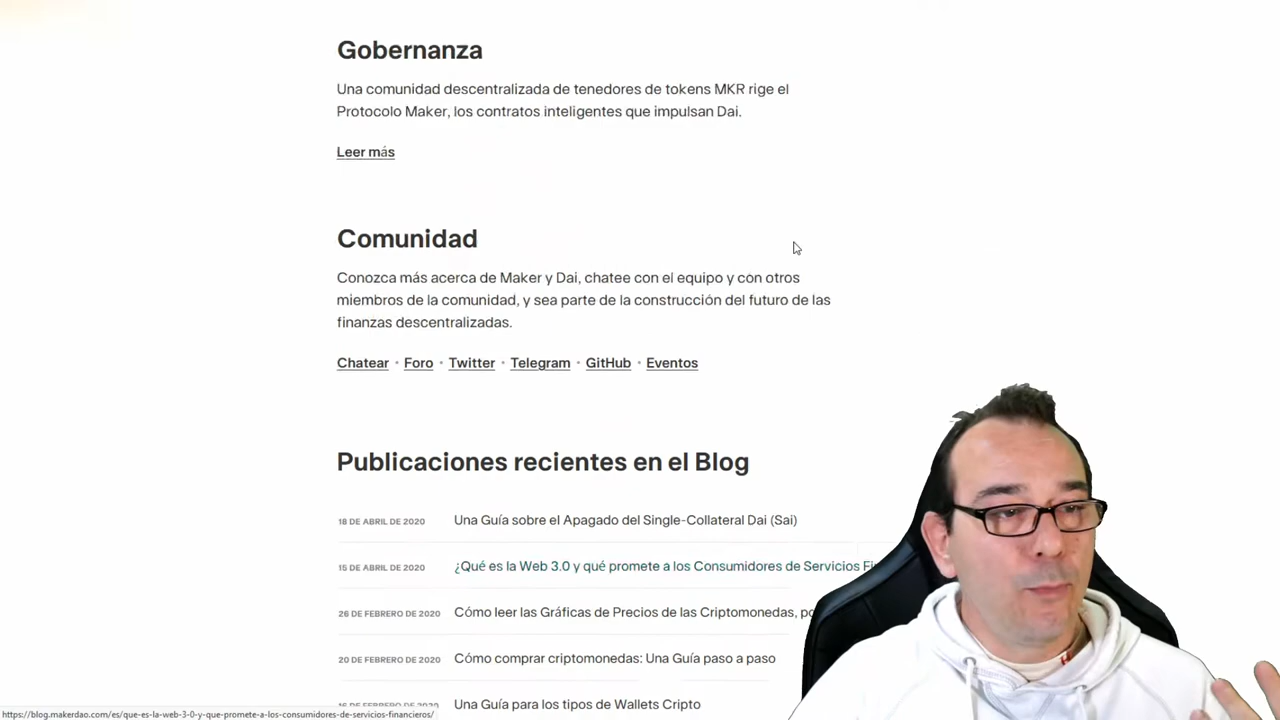 Gobernanza
Una comunidad descentralizada de tenedores de tokens MKR rige el
Protocolo Maker, los contratos inteligentes que impulsan Dai.
Leer más
Comunidad
Conozca más acerca de Maker y Dai, chatee con el equipo y con otros
miembros de la comunidad, y sea parte de la construcción del futuro de las
finanzas descentralizadas.
Chatear • Foro • Twitter • Telegram • GitHub • Eventos
Publicaciones recientes en el Blog
18 DE ABRIL DE 2020 Una Guía sobre el Apagado del Single-Collateral Dai (Sai)
15 DE ABRIL DE 2020 ¿Qué es la Web 3.0 y qué promete a los Consumidores de Servicios
26 DE FEBRERO DE 2020 Cómo leer las Gráficas de Precios de las Criptomonedas,
20 DE FEBRERO DE 2020 Cómo comprar criptomonedas: Una Guía paso a paso
DE FEBRERO DE 2020 Una Guía para los tipos de Wallets Cripto
https://blog.makerdao.com/es/que-es-la-web-3-0-y-que-promete-a-los-consumidores-de-servicios-financieros/